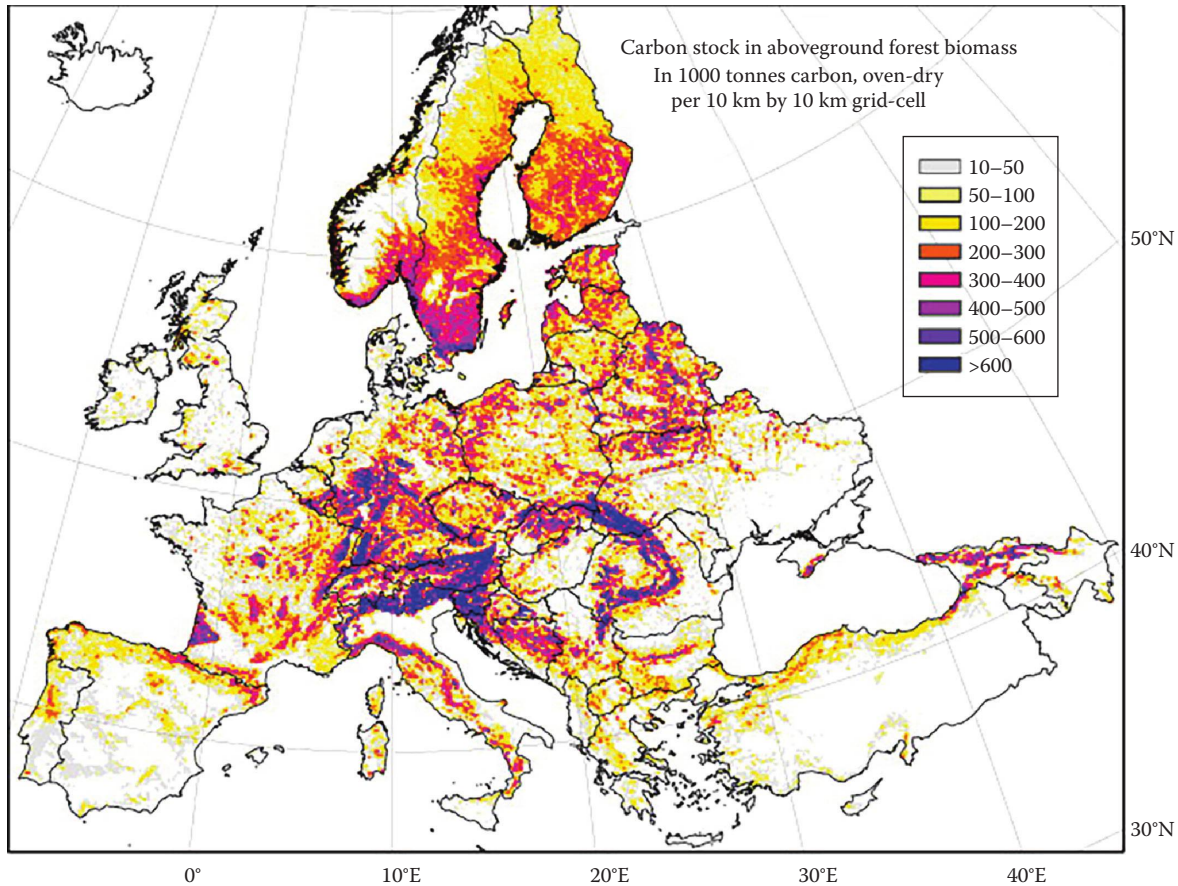 Carbon stock in aboveground forest biomass
In 1000 tonnes carbon, oven-dry
per 10 km by 10 km grid-cell
10–50
50–100
100–200
200–300
300–400
400–500
500–600
>600
50°N
40°N
30°N
0°
10°E
20°E
30°E
40°E